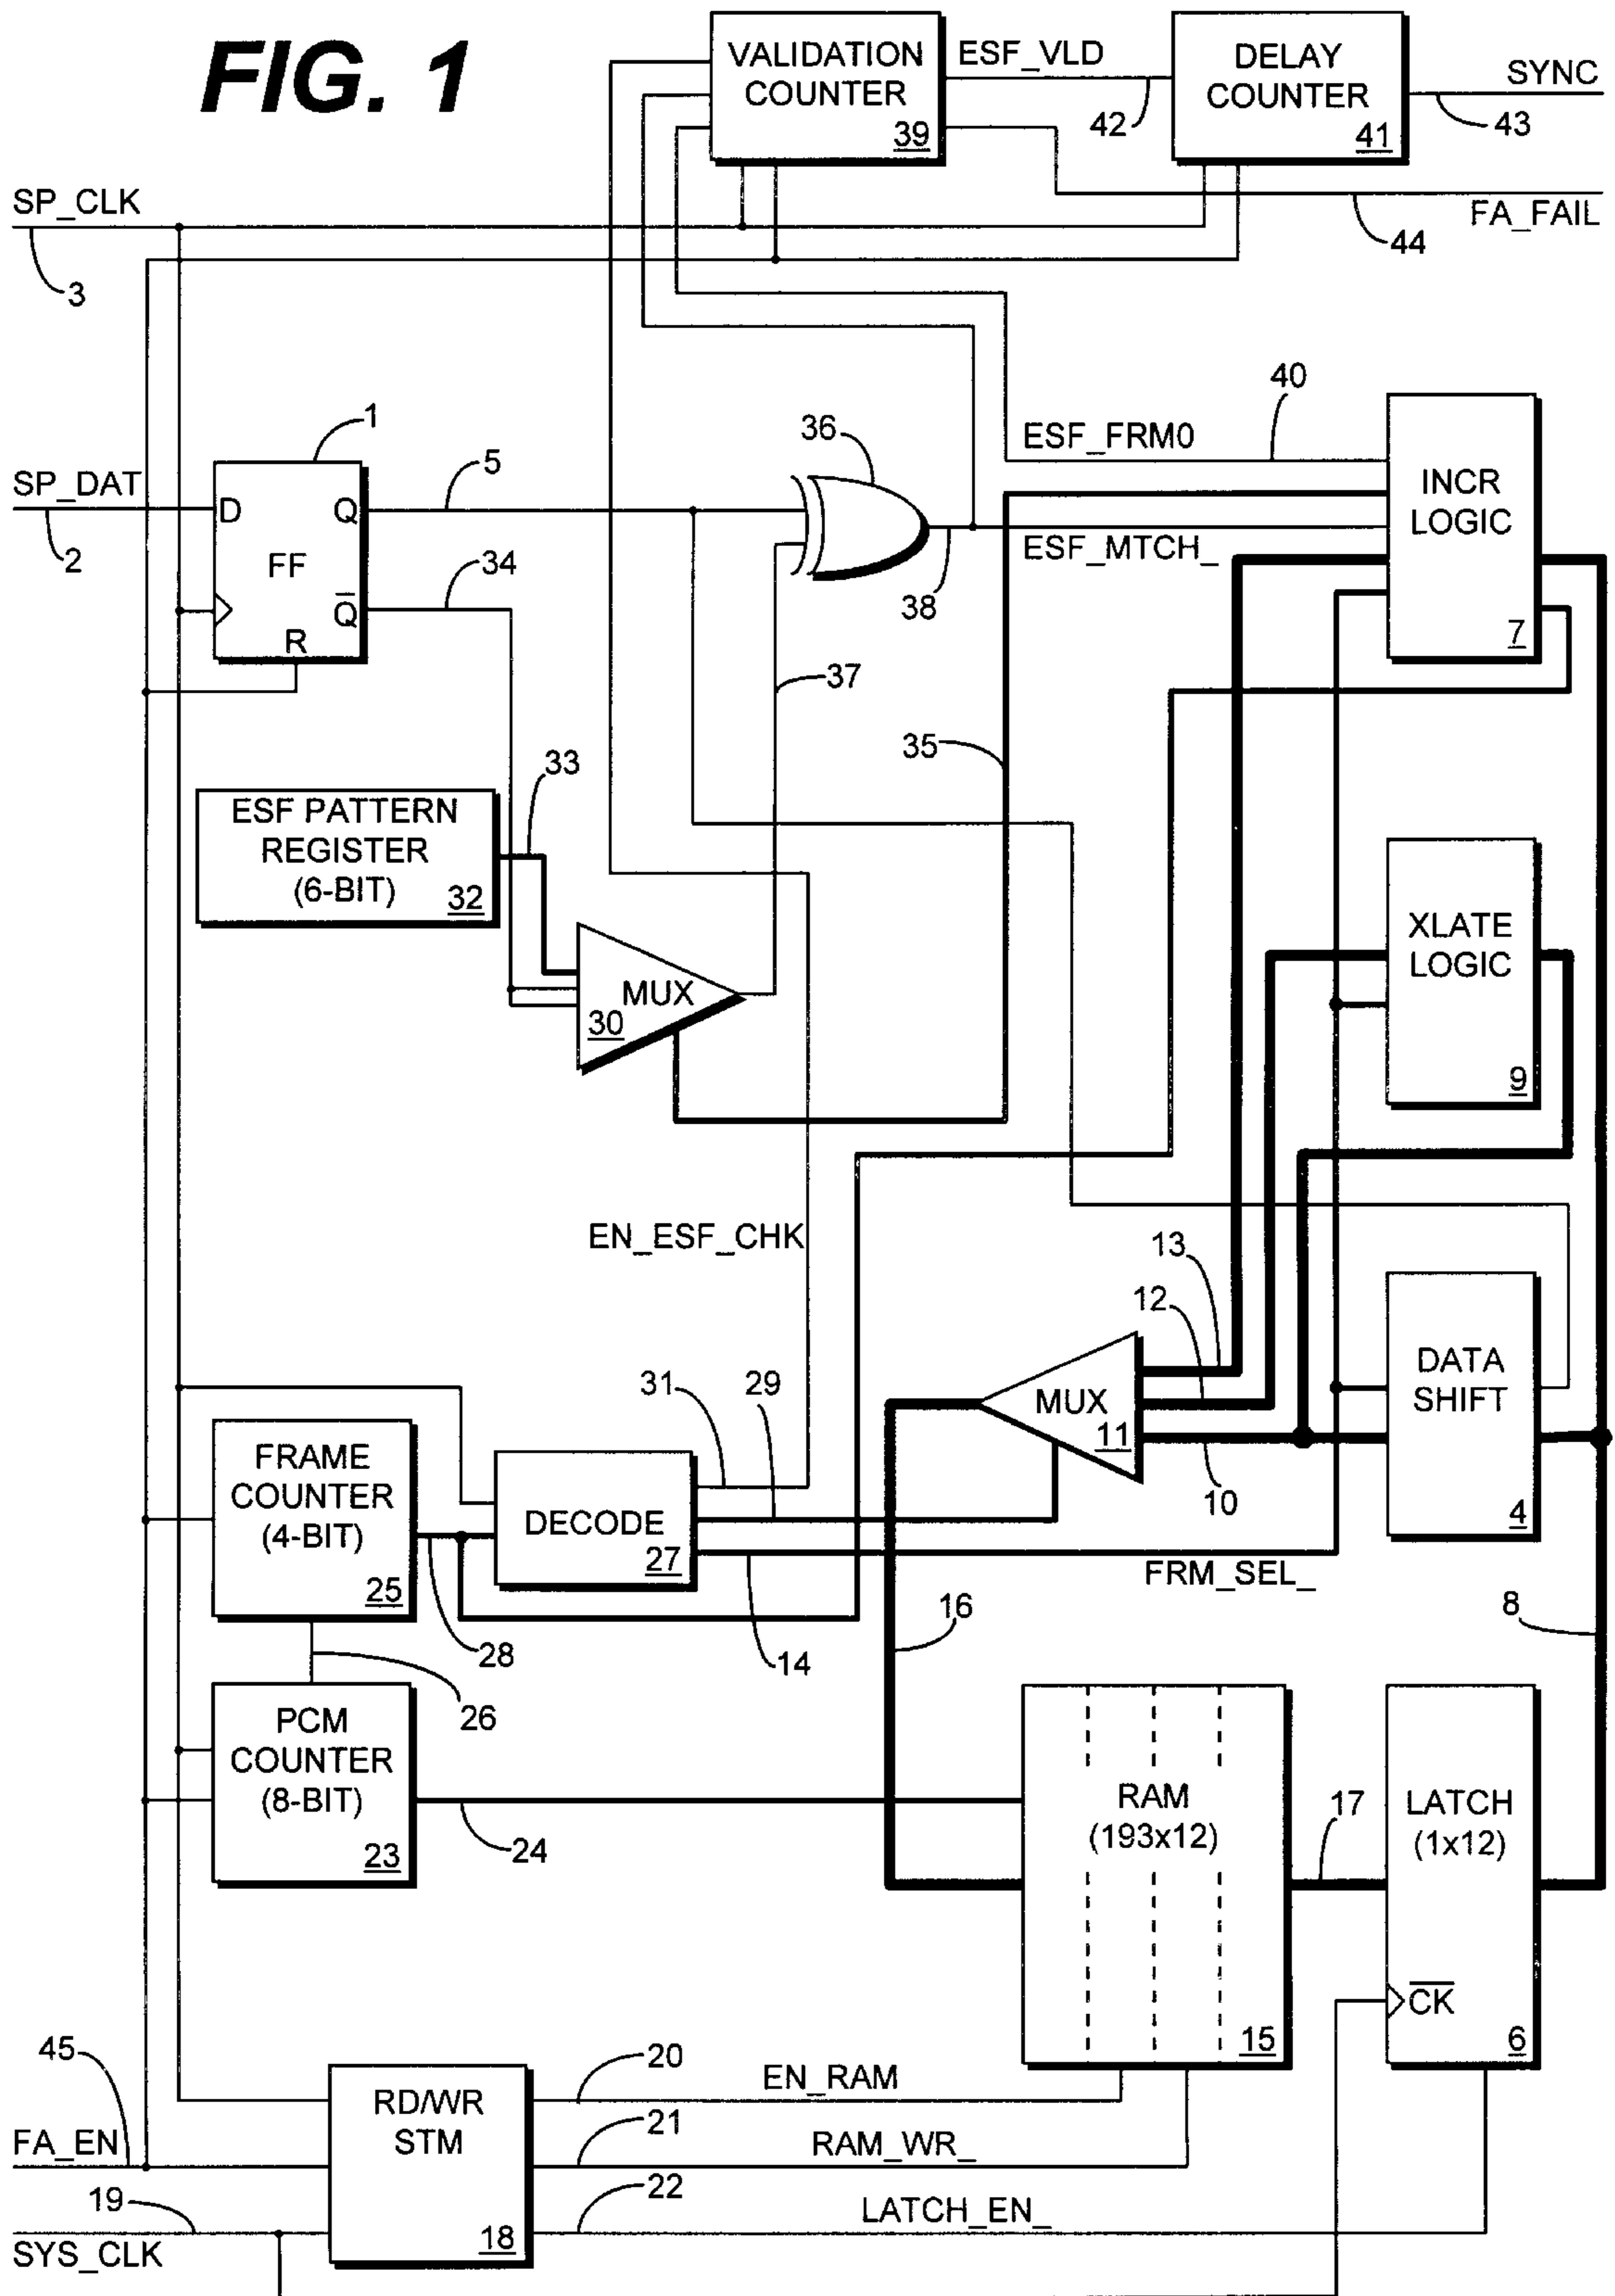 FIG. 1
VALIDATION
COUNTER
39
ESF_VLD
42
DELAY
COUNTER
41
SYNC
43
SP_CLK
3
FA_FAIL
44
40
ESF_FRM0
INCR
LOGIC
7
1
SP_DAT
2
D
Q
FF
Q
R
5
34
36
ESF_MTCH_
38
37
35
33
ESF PATTERN
REGISTER
(6-BIT)
32
MUX
30
XLATE
LOGIC
9
EN_ESF_CHK
13
12
MUX
11
10
DATA
SHIFT
4
31
29
FRAME
COUNTER
(4-BIT)
25
DECODE
27
FRM_SEL_
28
14
16
8
26
PCM
COUNTER
(8-BIT)
23
24
RAM
(193x12)
15
17
LATCH
(1x12)
CK
6
45
FA_EN
19
SYS_CLK
RD/WR
STM
18
20
EN_RAM
21
RAM_WR_
22
LATCH_EN_